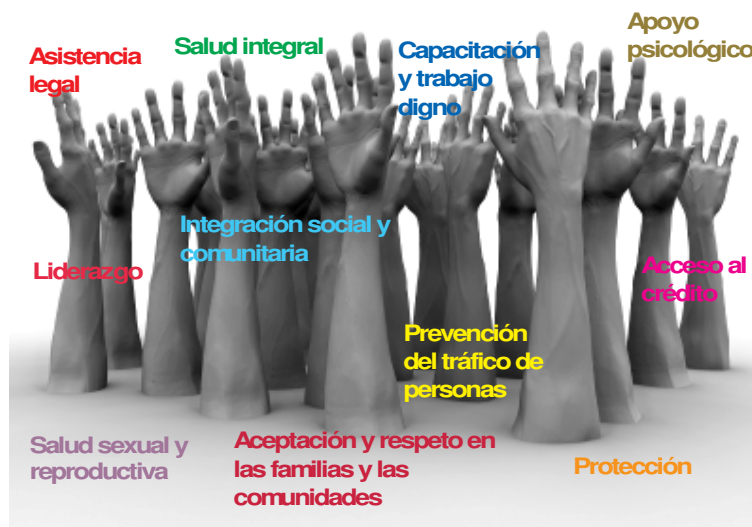 Asistencia
legal
Salud integral
Capacitación
y trabajo
digno
Apoyo
psicológico
Integración social y
comunitaria
Liderazgo
Acceso al
crédito
Prevención
del tráfico de
personas
Salud sexual y
reproductiva
Aceptación y respeto en
las familias y las
comunidades
Protección